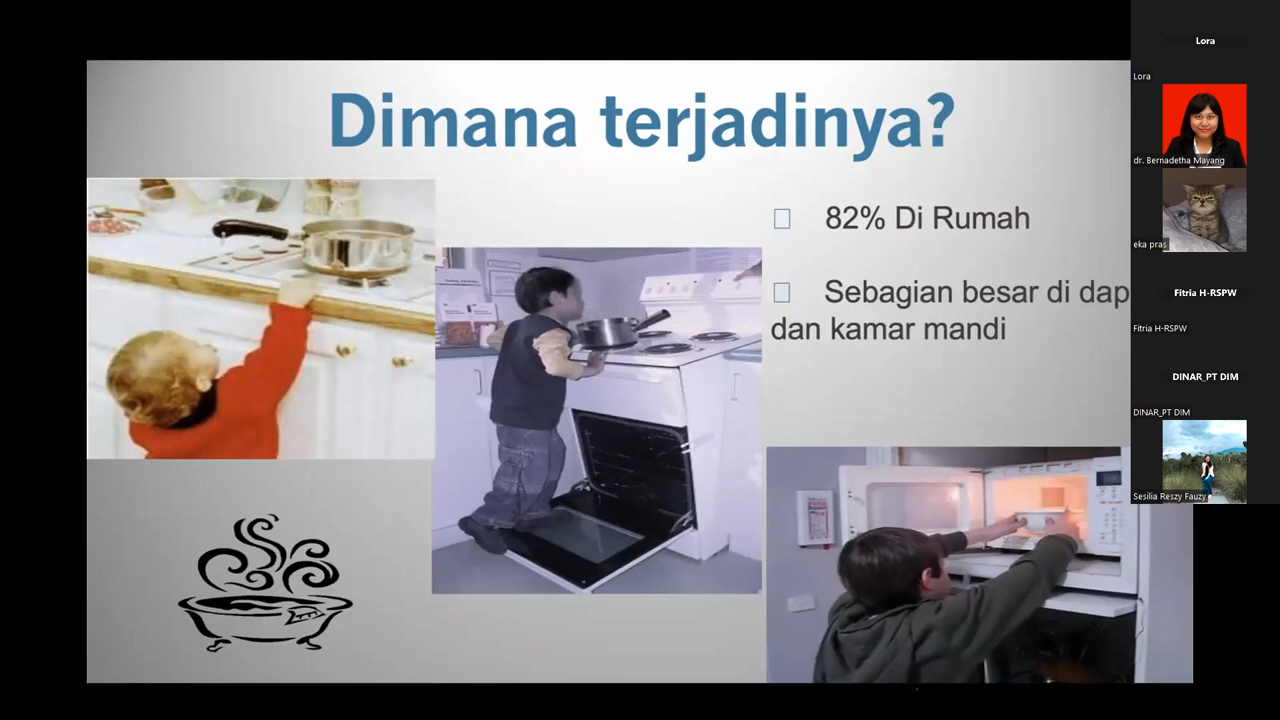 Dimana terjadinya?
82% Di Rumah
Sebagian besar di dap
dan kamar mandi
Lora
Lora
dr. Bernadetha Mayang
eka pras
Fitria H-RSPW
Fitria H-RSPW
DINAR_PT DIM
DINAR_PT DIM
Sesilia Reszy Fauzy